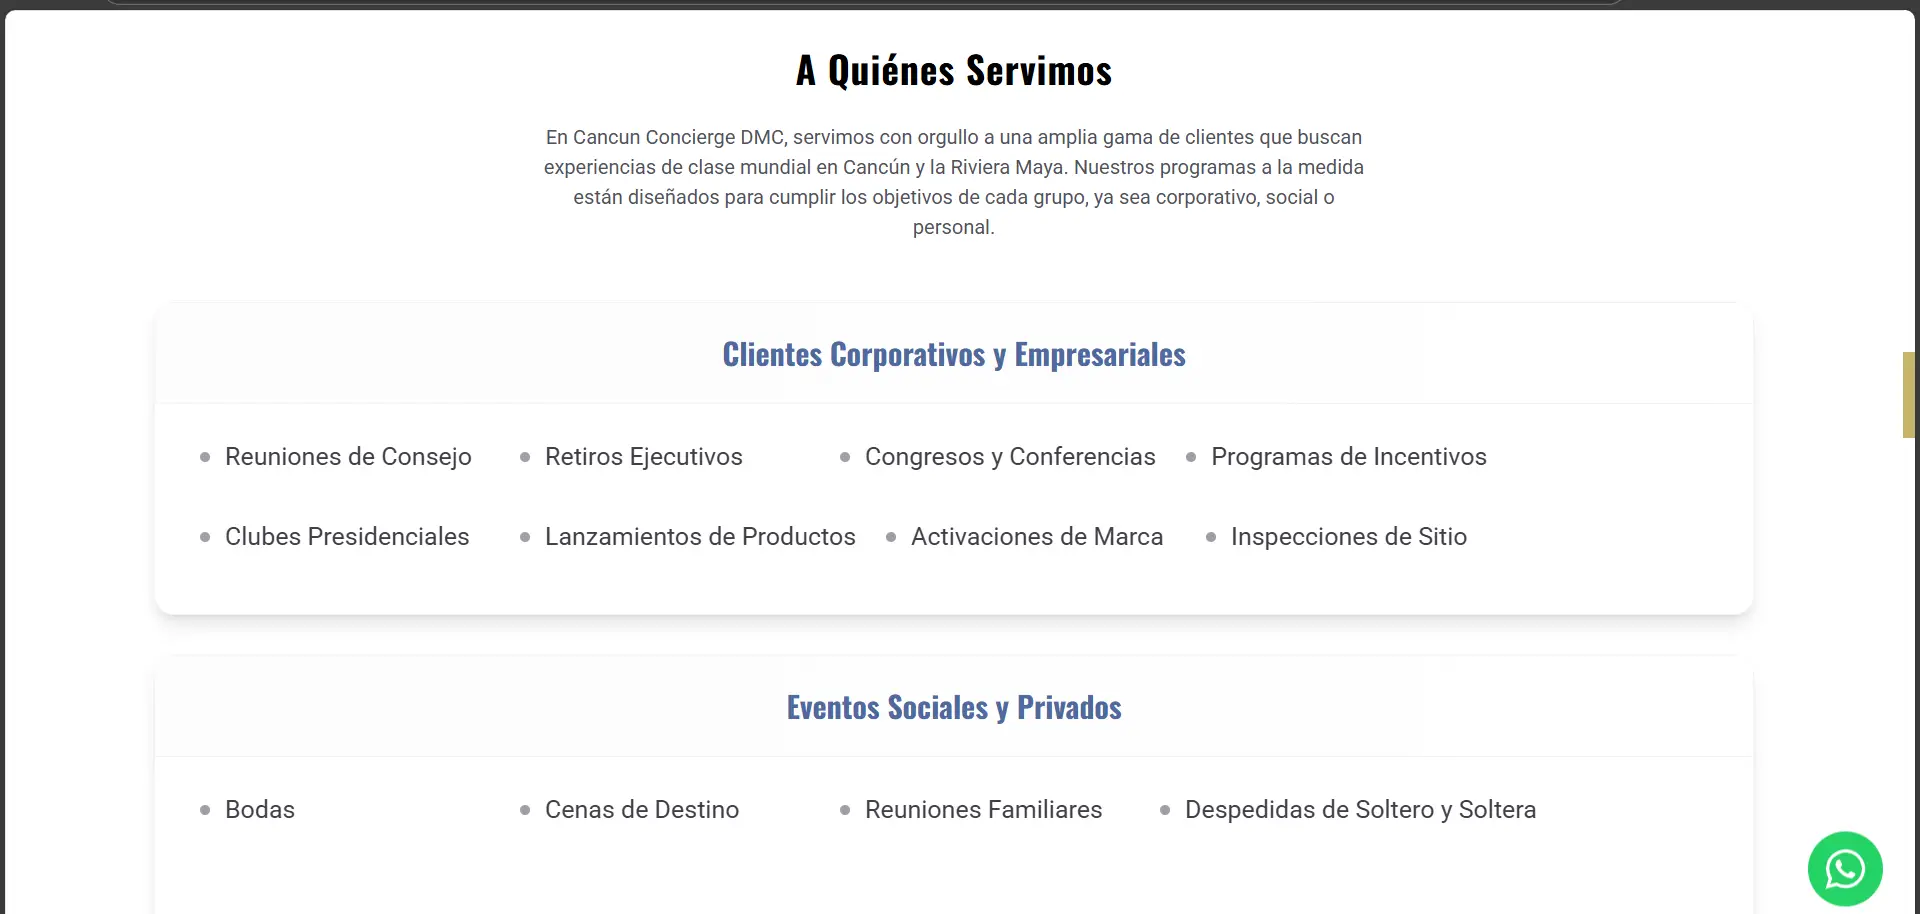 A Quiénes Servimos
En Cancun Concierge DMC, servimos con orgullo a una amplia gama de clientes que buscan
experiencias de clase mundial en Cancún y la Riviera Maya. Nuestros programas a la medida
están diseñados para cumplir los objetivos de cada grupo, ya sea corporativo, social o
personal.
Clientes Corporativos y Empresariales
Reuniones de Consejo
Retiros Ejecutivos
Congresos y Conferencias
Programas de Incentivos
Clubes Presidenciales
Lanzamientos de Productos
Activaciones de Marca
Inspecciones de Sitio
Eventos Sociales y Privados
Bodas
Cenas de Destino
Reuniones Familiares
Despedidas de Soltero y Soltera